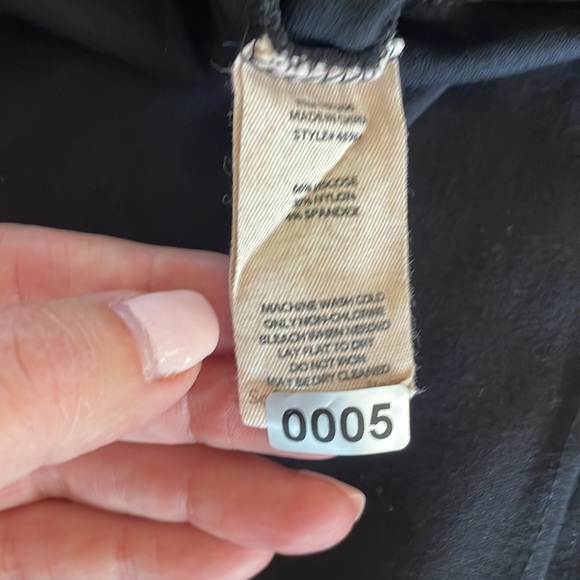 MADE IN
STYLE#
VISCOSE
NYLON
SPANDEX
MACHINE WASH COLD
ONLY NON-CHLORINE
BLEACH WHEN NEEDED
LAY FLAT TO DRY
DO NOT IRON
MAY BE DRY CLEANED
0005